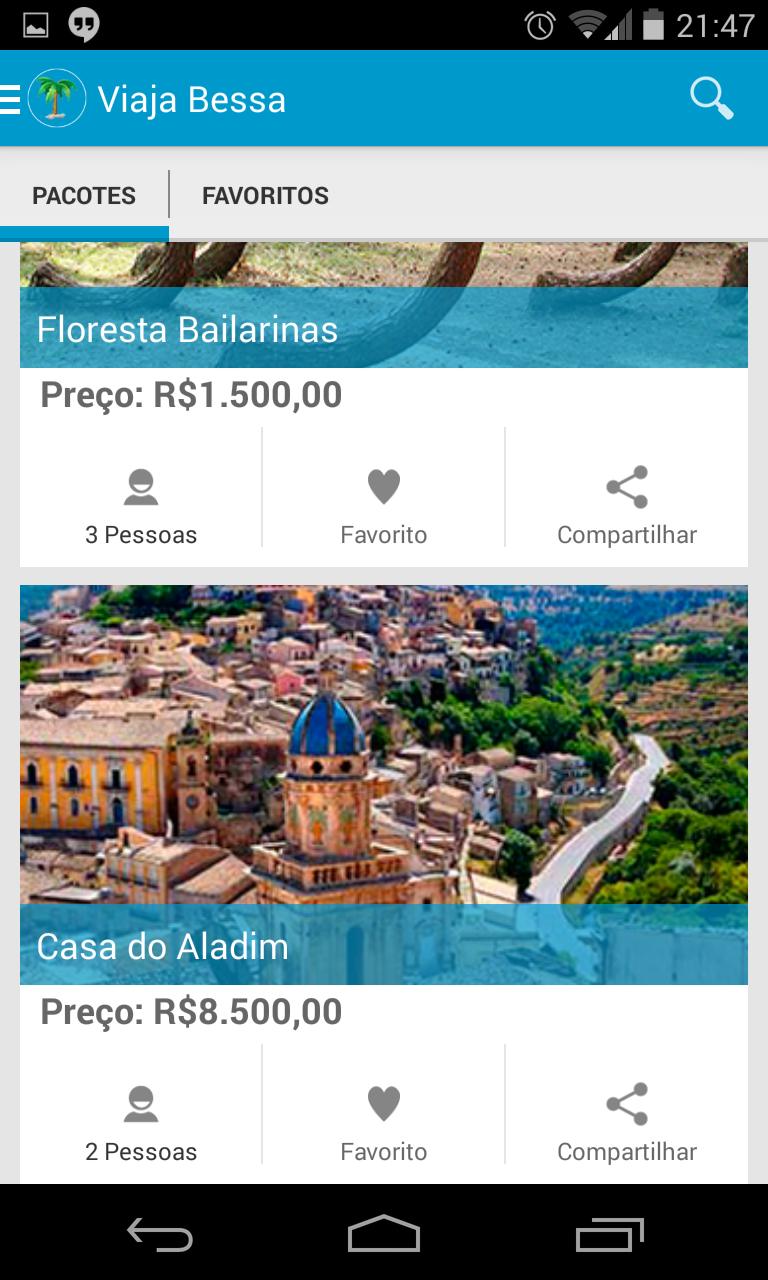 21:47
Viaja Bessa
PACOTES
FAVORITOS
Floresta Bailarinas
Preço: R$1.500,00
3 Pessoas
Favorito
Compartilhar
Casa do Aladim
Preço: R$8.500,00
2 Pessoas
Favorito
Compartilhar